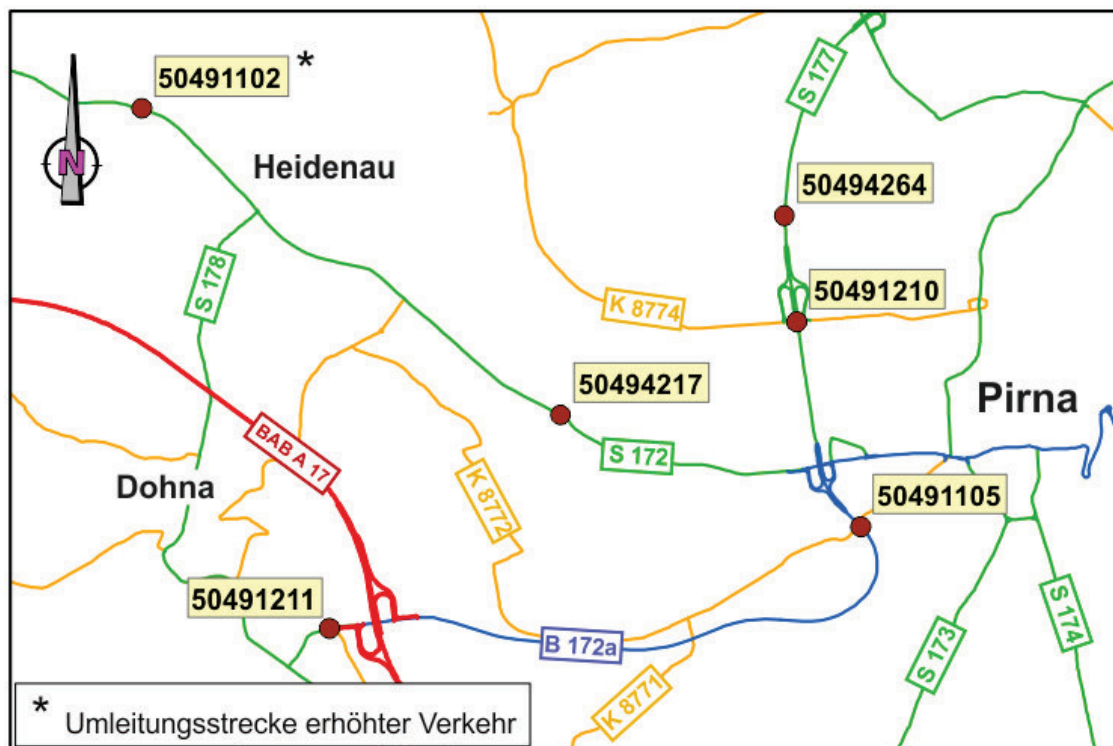 50491102 *
N
Heidenau
S 177
50494264
S 178
50491210
K 8774
50494217
Pirna
BAB A 17
S 172
Dohna
K 8772
50491105
50491211
B 172a
S 173
S 174
K 8771
* Umleitungsstrecke erhöhter Verkehr